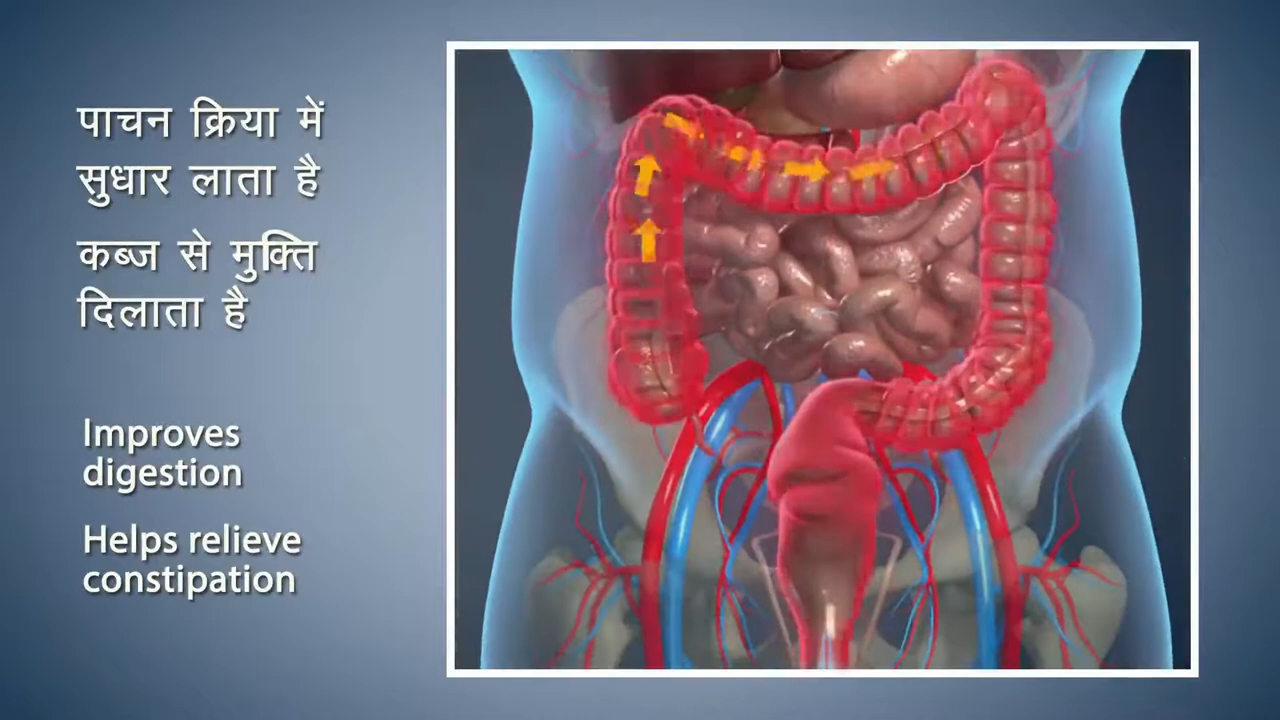 पाचन क्रिया में
सुधार लाता है
कब्ज से मुक्ति
दिलाता है
Improves
digestion
Helps relieve
constipation